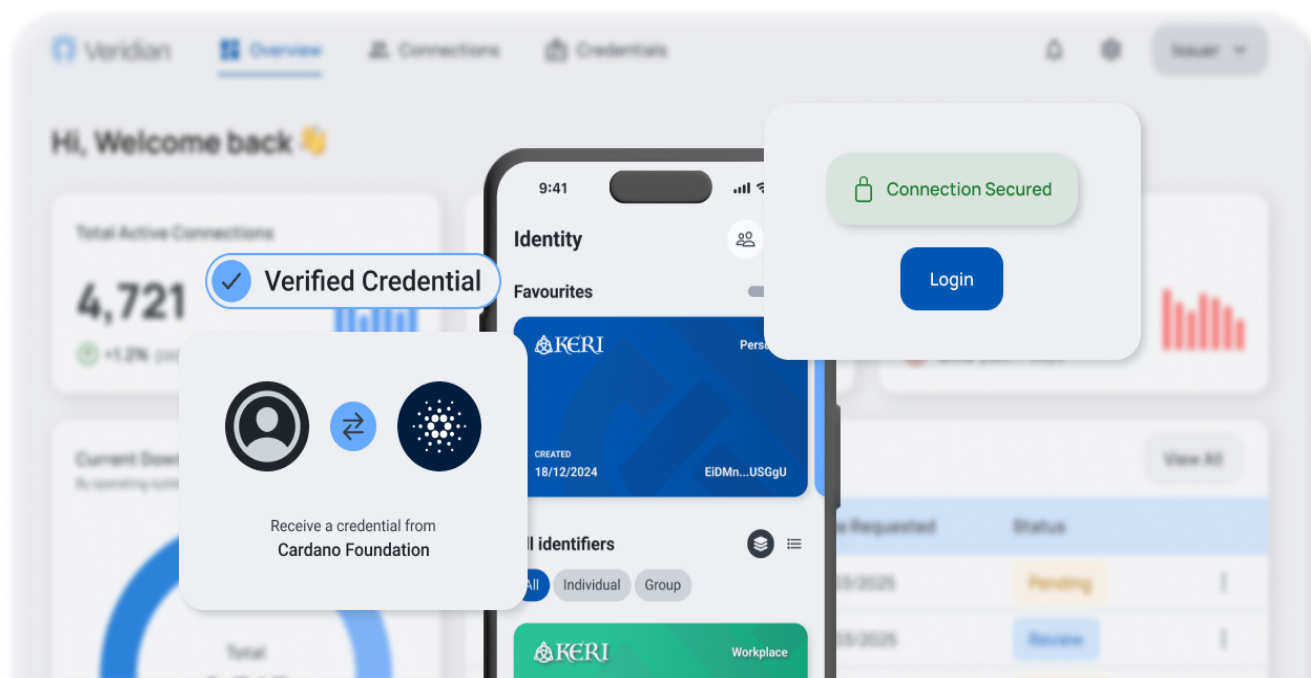 Veridian
Overview
Connections
Credentials
Issuer
Hi, Welcome back 👋
Total Active Connections
4,721
+1.2%
Verified Credential
9:41
Identity
Favourites
KERI
CREATED
18/12/2024
EiDMn...USGgU
Connection Secured
Login
Receive a credential from
Cardano Foundation
identifiers
All
Individual
Group
KERI
Workplace
Total
View All
Requested
Status
Pending
Review